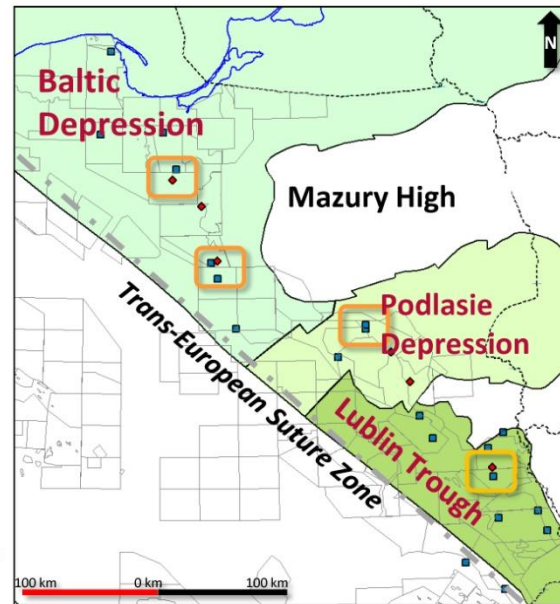 N
Baltic
Depression
Mazury High
Podlasie
Depression
Trans-European Suture Zone
Lublin Trough
100 km
0 km
100 km